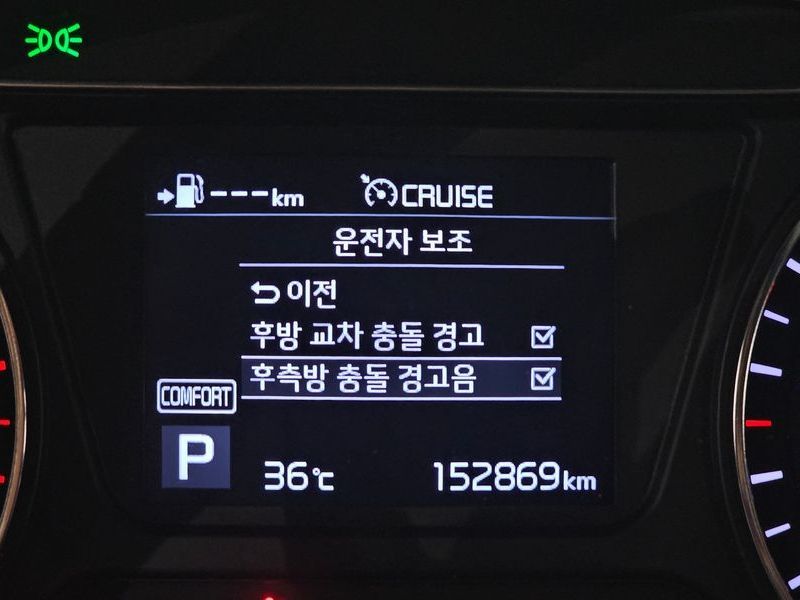 ---km CRUISE
운전자 보조
이전
후방 교차 충돌 경고
후측방 충돌 경고음
COMFORT
P 36℃ 152869km